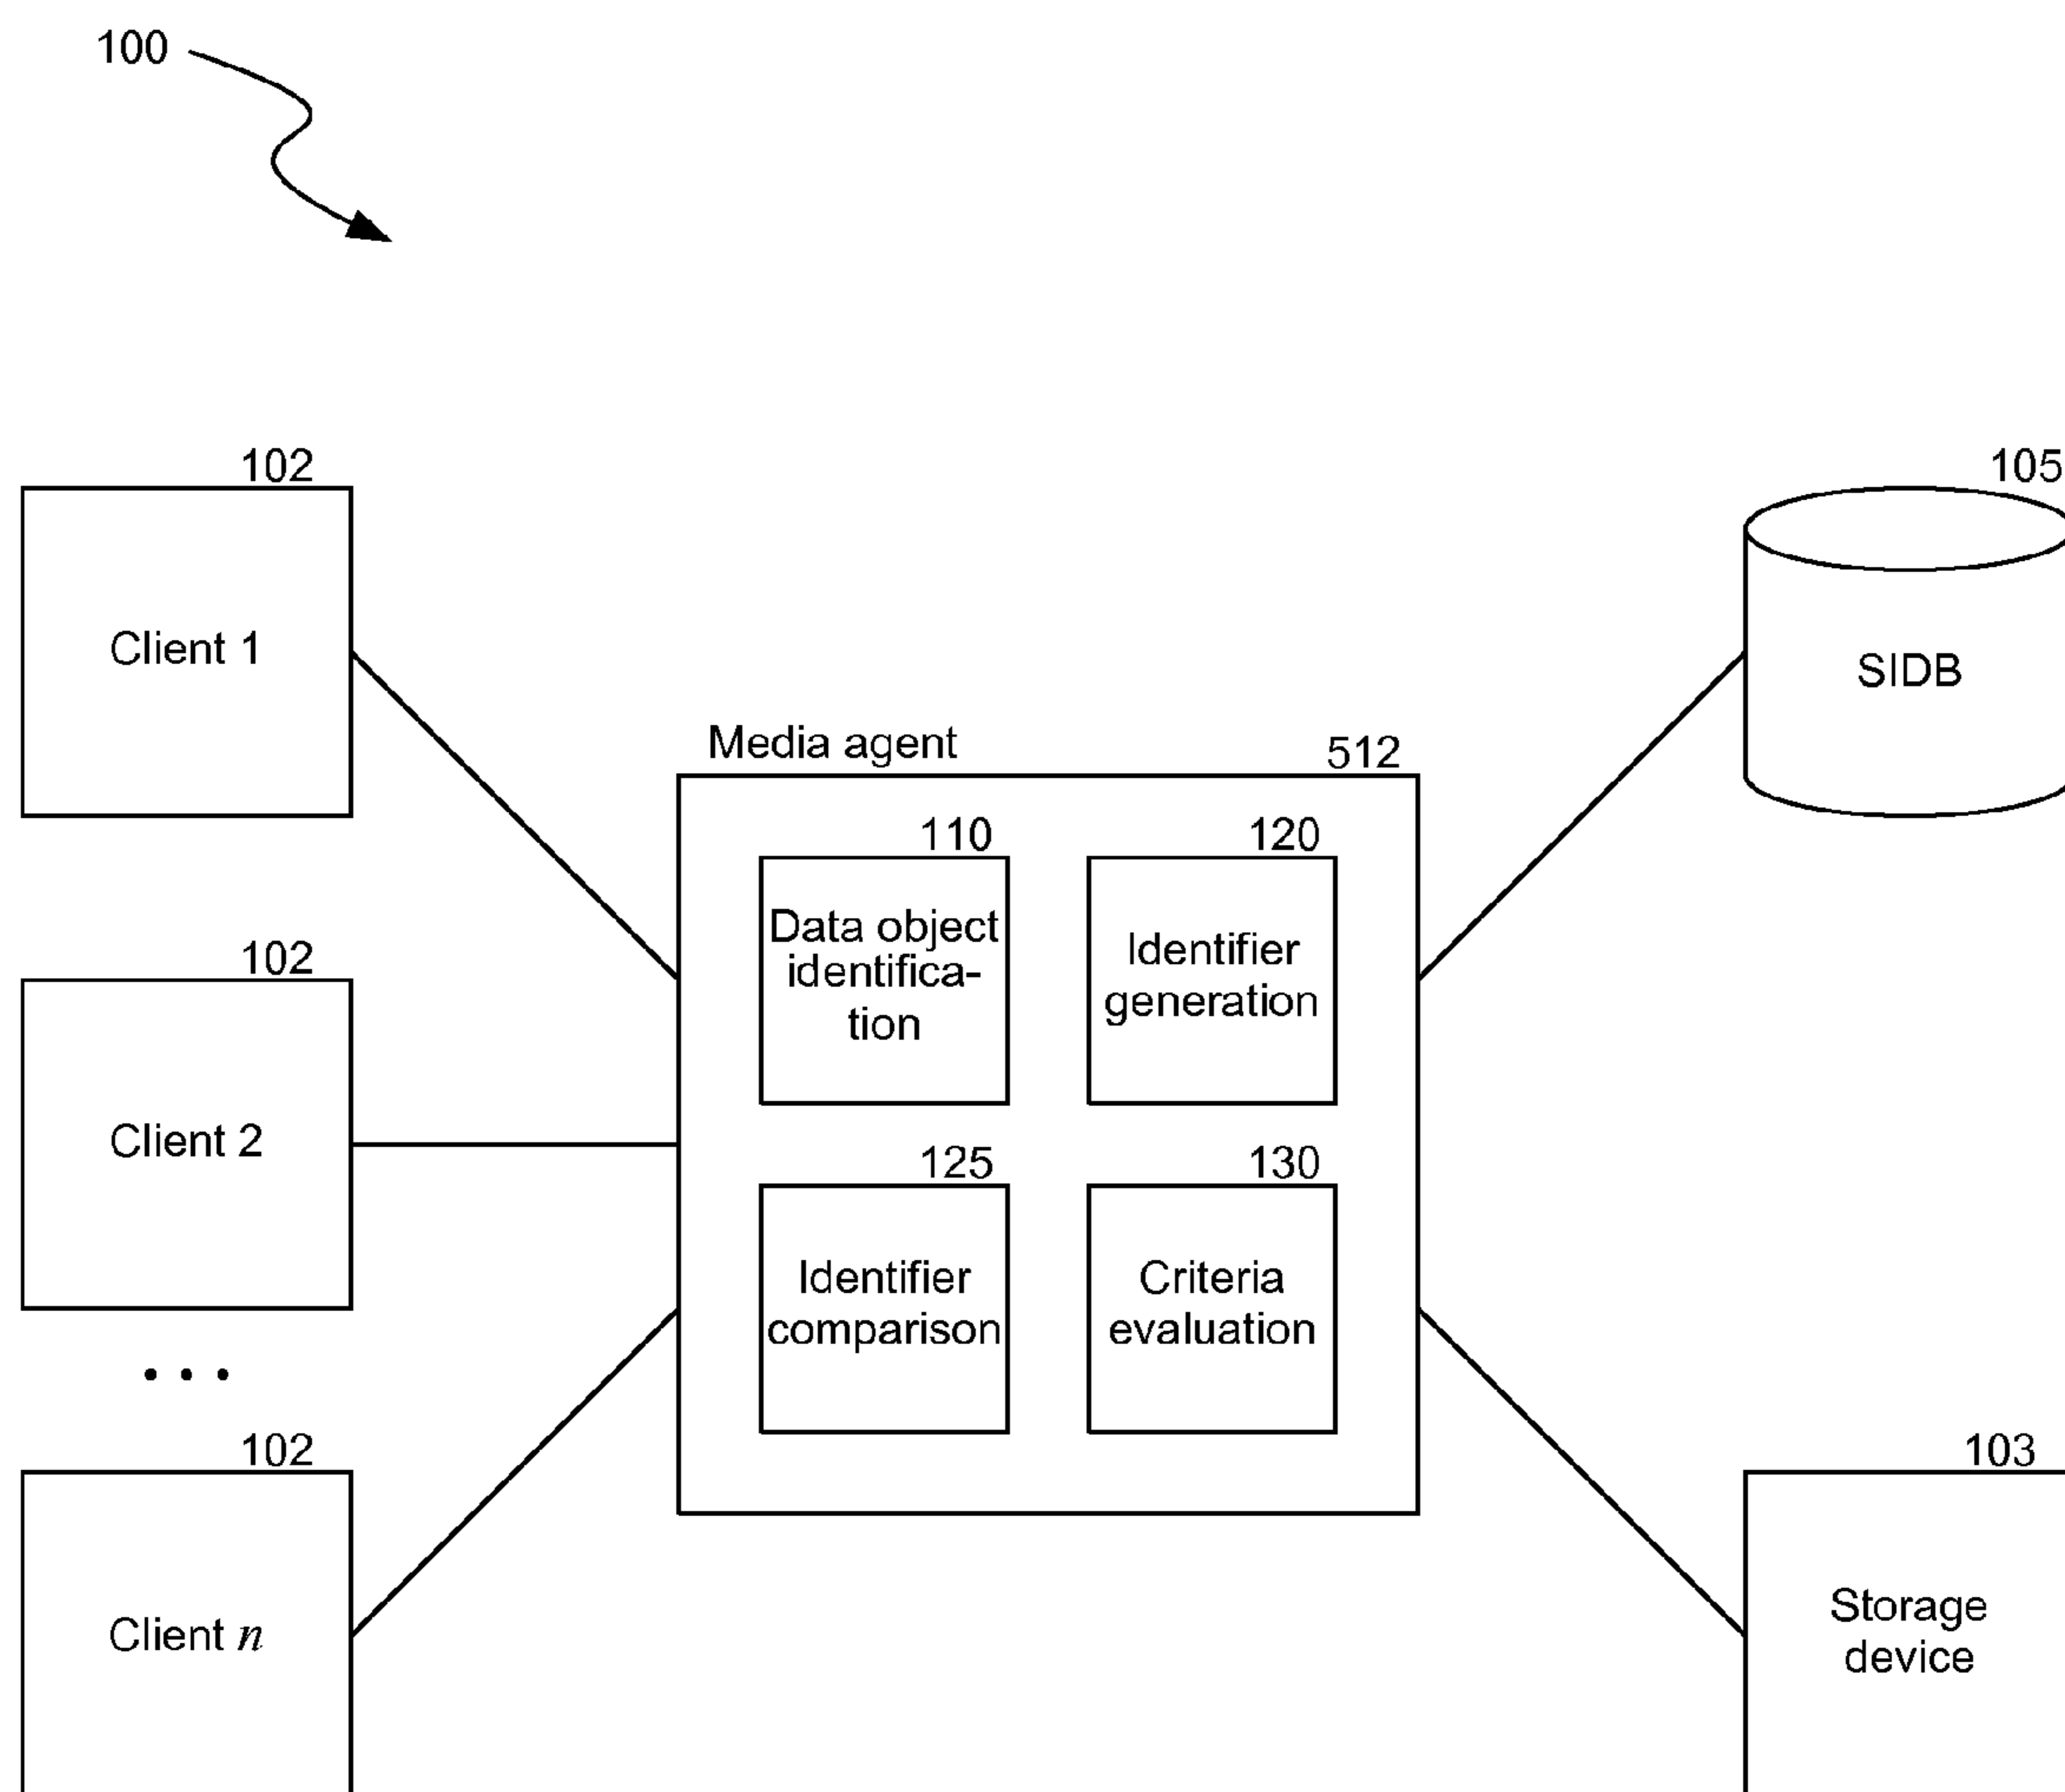 100
102
Client 1
102
Client 2
...
102
Client n
Media agent
512
110
Data object
identifica-
tion
120
Identifier
generation
125
Identifier
comparison
130
Criteria
evaluation
105
SIDB
103
Storage
device